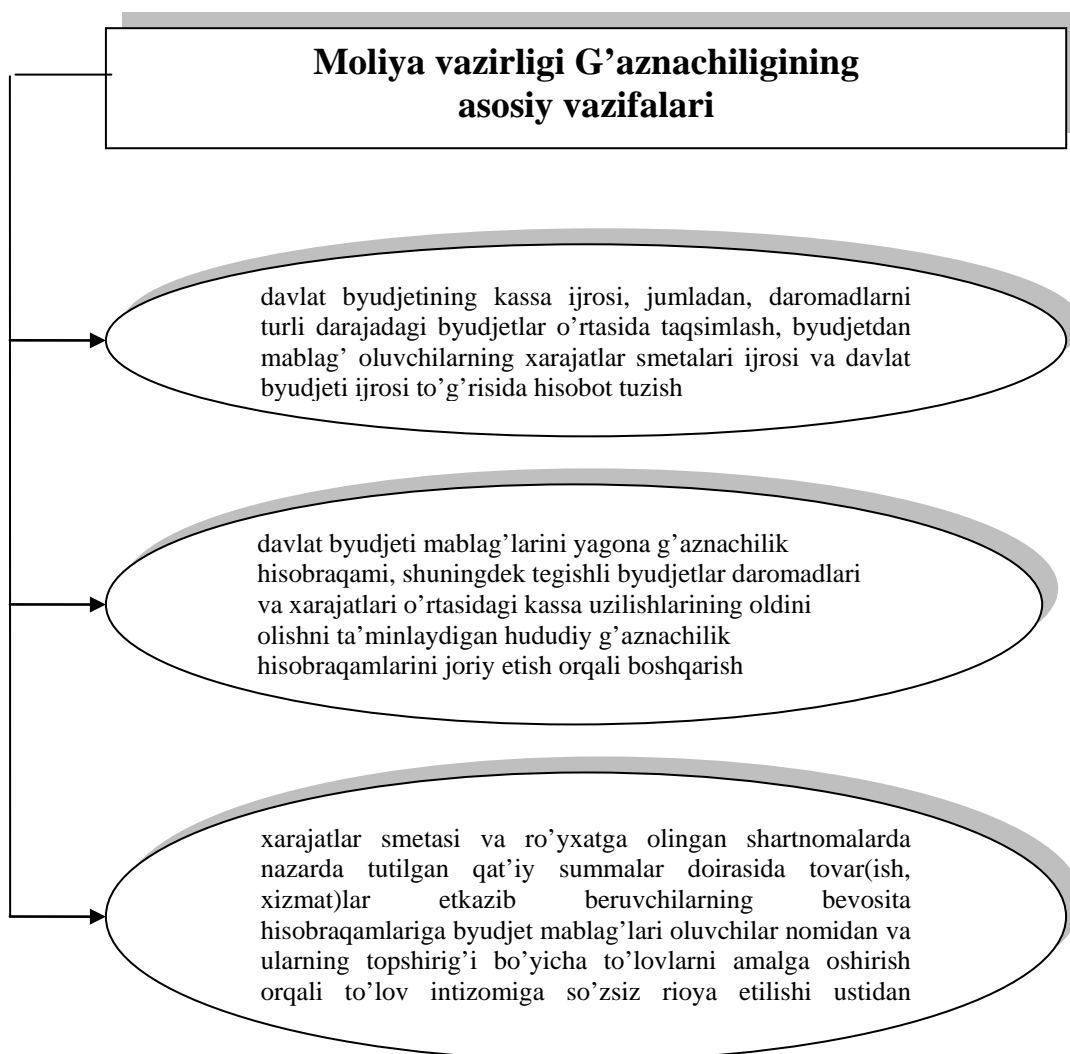 Moliya vazirligi G’aznachiligining
asosiy vazifalari
davlat byudjetining kassa ijrosi, jumladan, daromadlarni
turli darajadagi byudjetlar o’rtasida taqsimlash, byudjetdan
mablag’ oluvchilarning xarajatlar smetalari ijrosi va davlat
byudjeti ijrosi to’g’risida hisobot tuzish
davlat byudjeti mablag’larini yagona g’aznachilik
hisobraqami, shuningdek tegishli byudjetlar daromadlari
va xarajatlari o’rtasidagi kassa uzilishlarining oldini
olishni ta’minlaydigan hududiy g’aznachilik
hisobraqamlarini joriy etish orqali boshqarish
xarajatlar smetasi va ro’yxatga olingan shartnomalarda
nazarda tutilgan qat’iy summalar doirasida tovar(ish,
xizmat)lar etkazib beruvchilarning bevosita
hisobraqamlariga byudjet mablag’lari oluvchilar nomidan va
ularning topshirig’i bo’yicha to’lovlarni amalga oshirish
orqali to’lov intizomiga so’zsiz rioya etilishi ustidan